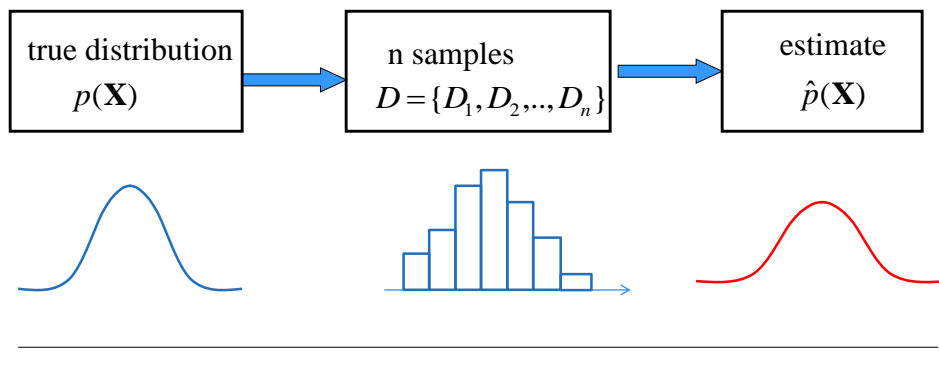 true distribution
p(X)
n samples
D = {D₁, D₂,.., Dₙ}
estimate
p̂(X)